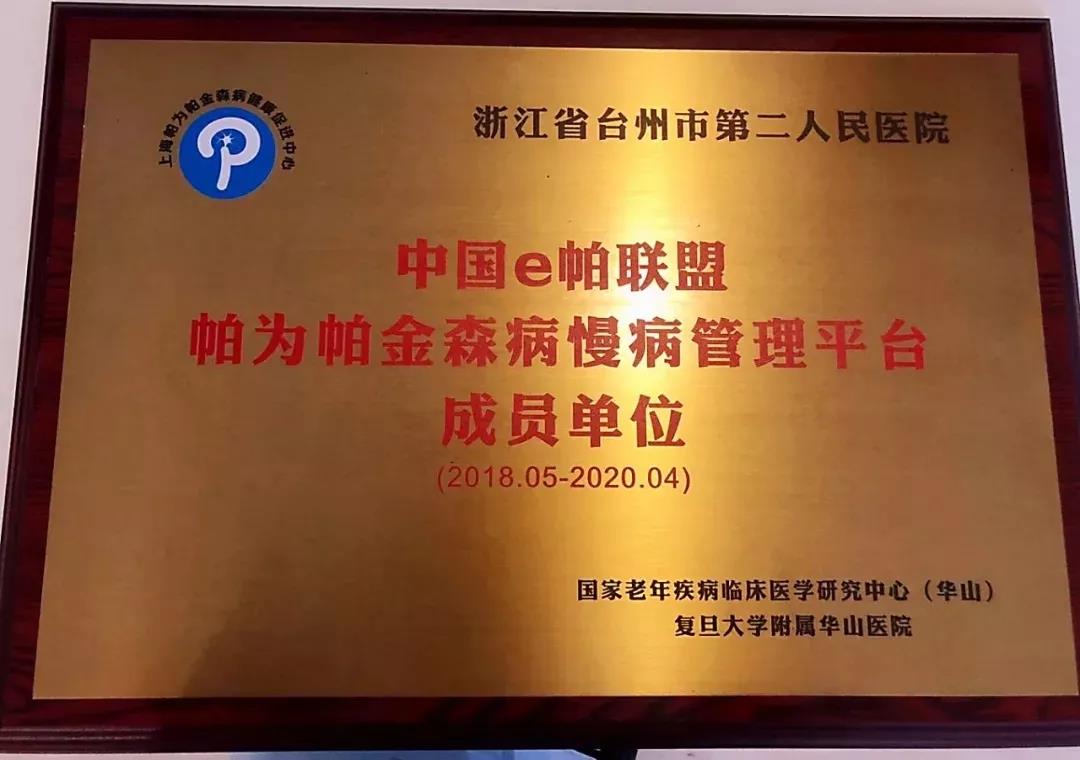 上海帕为帕金森病健康促进中心
浙江省台州市第二人民医院
中国e帕联盟
帕为帕金森病慢病管理平台
成员单位
(2018.05-2020.04)
国家老年疾病临床医学研究中心（华山）
复旦大学附属华山医院